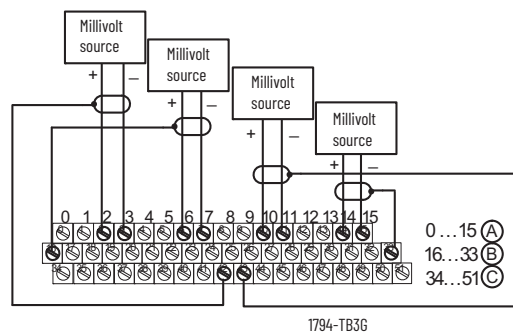 Millivolt
source
+ –
Millivolt
source
+ –
Millivolt
source
+ –
Millivolt
source
+ –
0 1 2 3 4 5 6 7 8 9 10 11 12 13 14 15
0…15 A
16…33 B
34…51 C
1794-TB3G